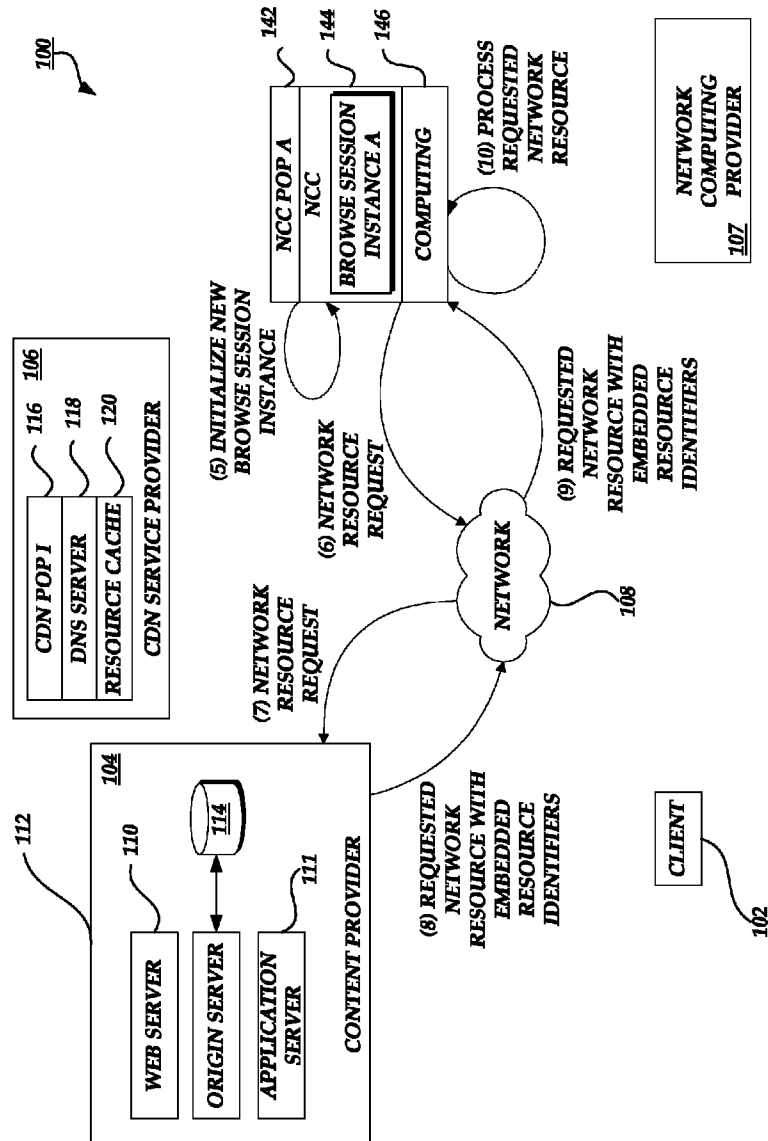 100
112
104
110
WEB SERVER
ORIGIN SERVER
114
APPLICATION
SERVER
111
CONTENT PROVIDER
106
CDN POP I
116
DNS SERVER
118
RESOURCE CACHE
120
CDN SERVICE PROVIDER
NCC POP A
142
NCC
144
BROWSE SESSION
INSTANCE A
COMPUTING
146
(5) INITIALIZE NEW
BROWSE SESSION
INSTANCE
(6) NETWORK
RESOURCE
REQUEST
(7) NETWORK
RESOURCE
REQUEST
(8) REQUESTED
NETWORK
RESOURCE WITH
EMBEDDED
RESOURCE
IDENTIFIERS
(9) REQUESTED
NETWORK
RESOURCE WITH
EMBEDDED
RESOURCE
IDENTIFIERS
(10) PROCESS
REQUESTED
NETWORK
RESOURCE
NETWORK
108
CLIENT
102
NETWORK
COMPUTING
PROVIDER
107